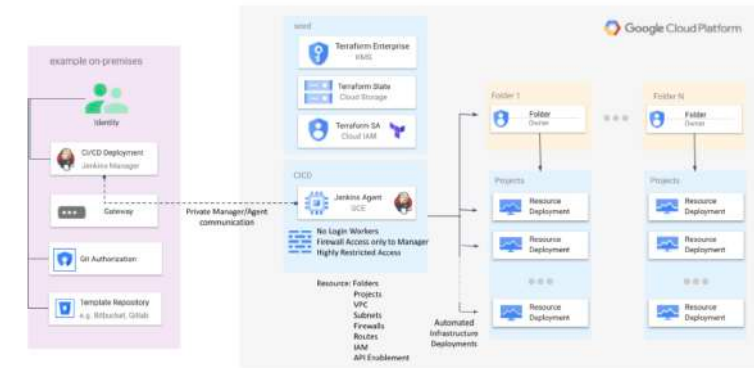 Google Cloud Platform
example on-premises
Identity
CI/CD Deployment
Jenkins Manager
Gateway
Git Authorization
Template Repository
e.g. Bitbucket, Gitlab
Private Manager/Agent
communication
seed
Terraform Enterprise
KMS
Terraform State
Cloud Storage
Terraform SA
Cloud IAM
CICD
Jenkins Agent
GCE
No Login Workers
Firewall Access only to Manager
Highly Restricted Access
Resource: Folders
Projects
VPC
Subnets
Firewalls
Routes
IAM
API Enablement
Automated
Infrastructure
Deployments
Folder 1
Folder
Owner
Projects
Resource
Deployment
Resource
Deployment
Resource
Deployment
Folder N
Folder
Owner
Projects
Resource
Deployment
Resource
Deployment
Resource
Deployment